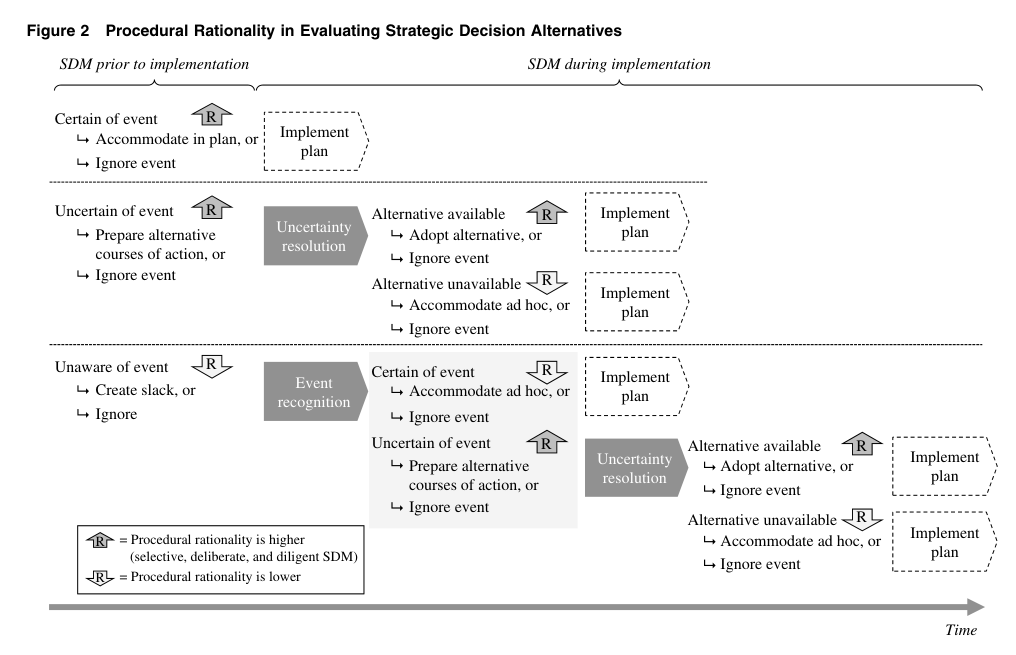 Figure 2 Procedural Rationality in Evaluating Strategic Decision Alternatives
SDM prior to implementation
SDM during implementation
Certain of event
R
↳ Accommodate in plan, or
↳ Ignore event
Implement
plan
Uncertain of event
R
↳ Prepare alternative
courses of action, or
↳ Ignore event
Uncertainty
resolution
Alternative available
R
↳ Adopt alternative, or
↳ Ignore event
Implement
plan
Alternative unavailable
R
↳ Accommodate ad hoc, or
↳ Ignore event
Implement
plan
Unaware of event
R
↳ Create slack, or
↳ Ignore
Event
recognition
Certain of event
R
↳ Accommodate ad hoc, or
↳ Ignore event
Implement
plan
Uncertain of event
R
↳ Prepare alternative
courses of action, or
↳ Ignore event
Uncertainty
resolution
Alternative available
R
↳ Adopt alternative, or
↳ Ignore event
Implement
plan
Alternative unavailable
R
↳ Accommodate ad hoc, or
↳ Ignore event
Implement
plan
R = Procedural rationality is higher
(selective, deliberate, and diligent SDM)
R = Procedural rationality is lower
Time